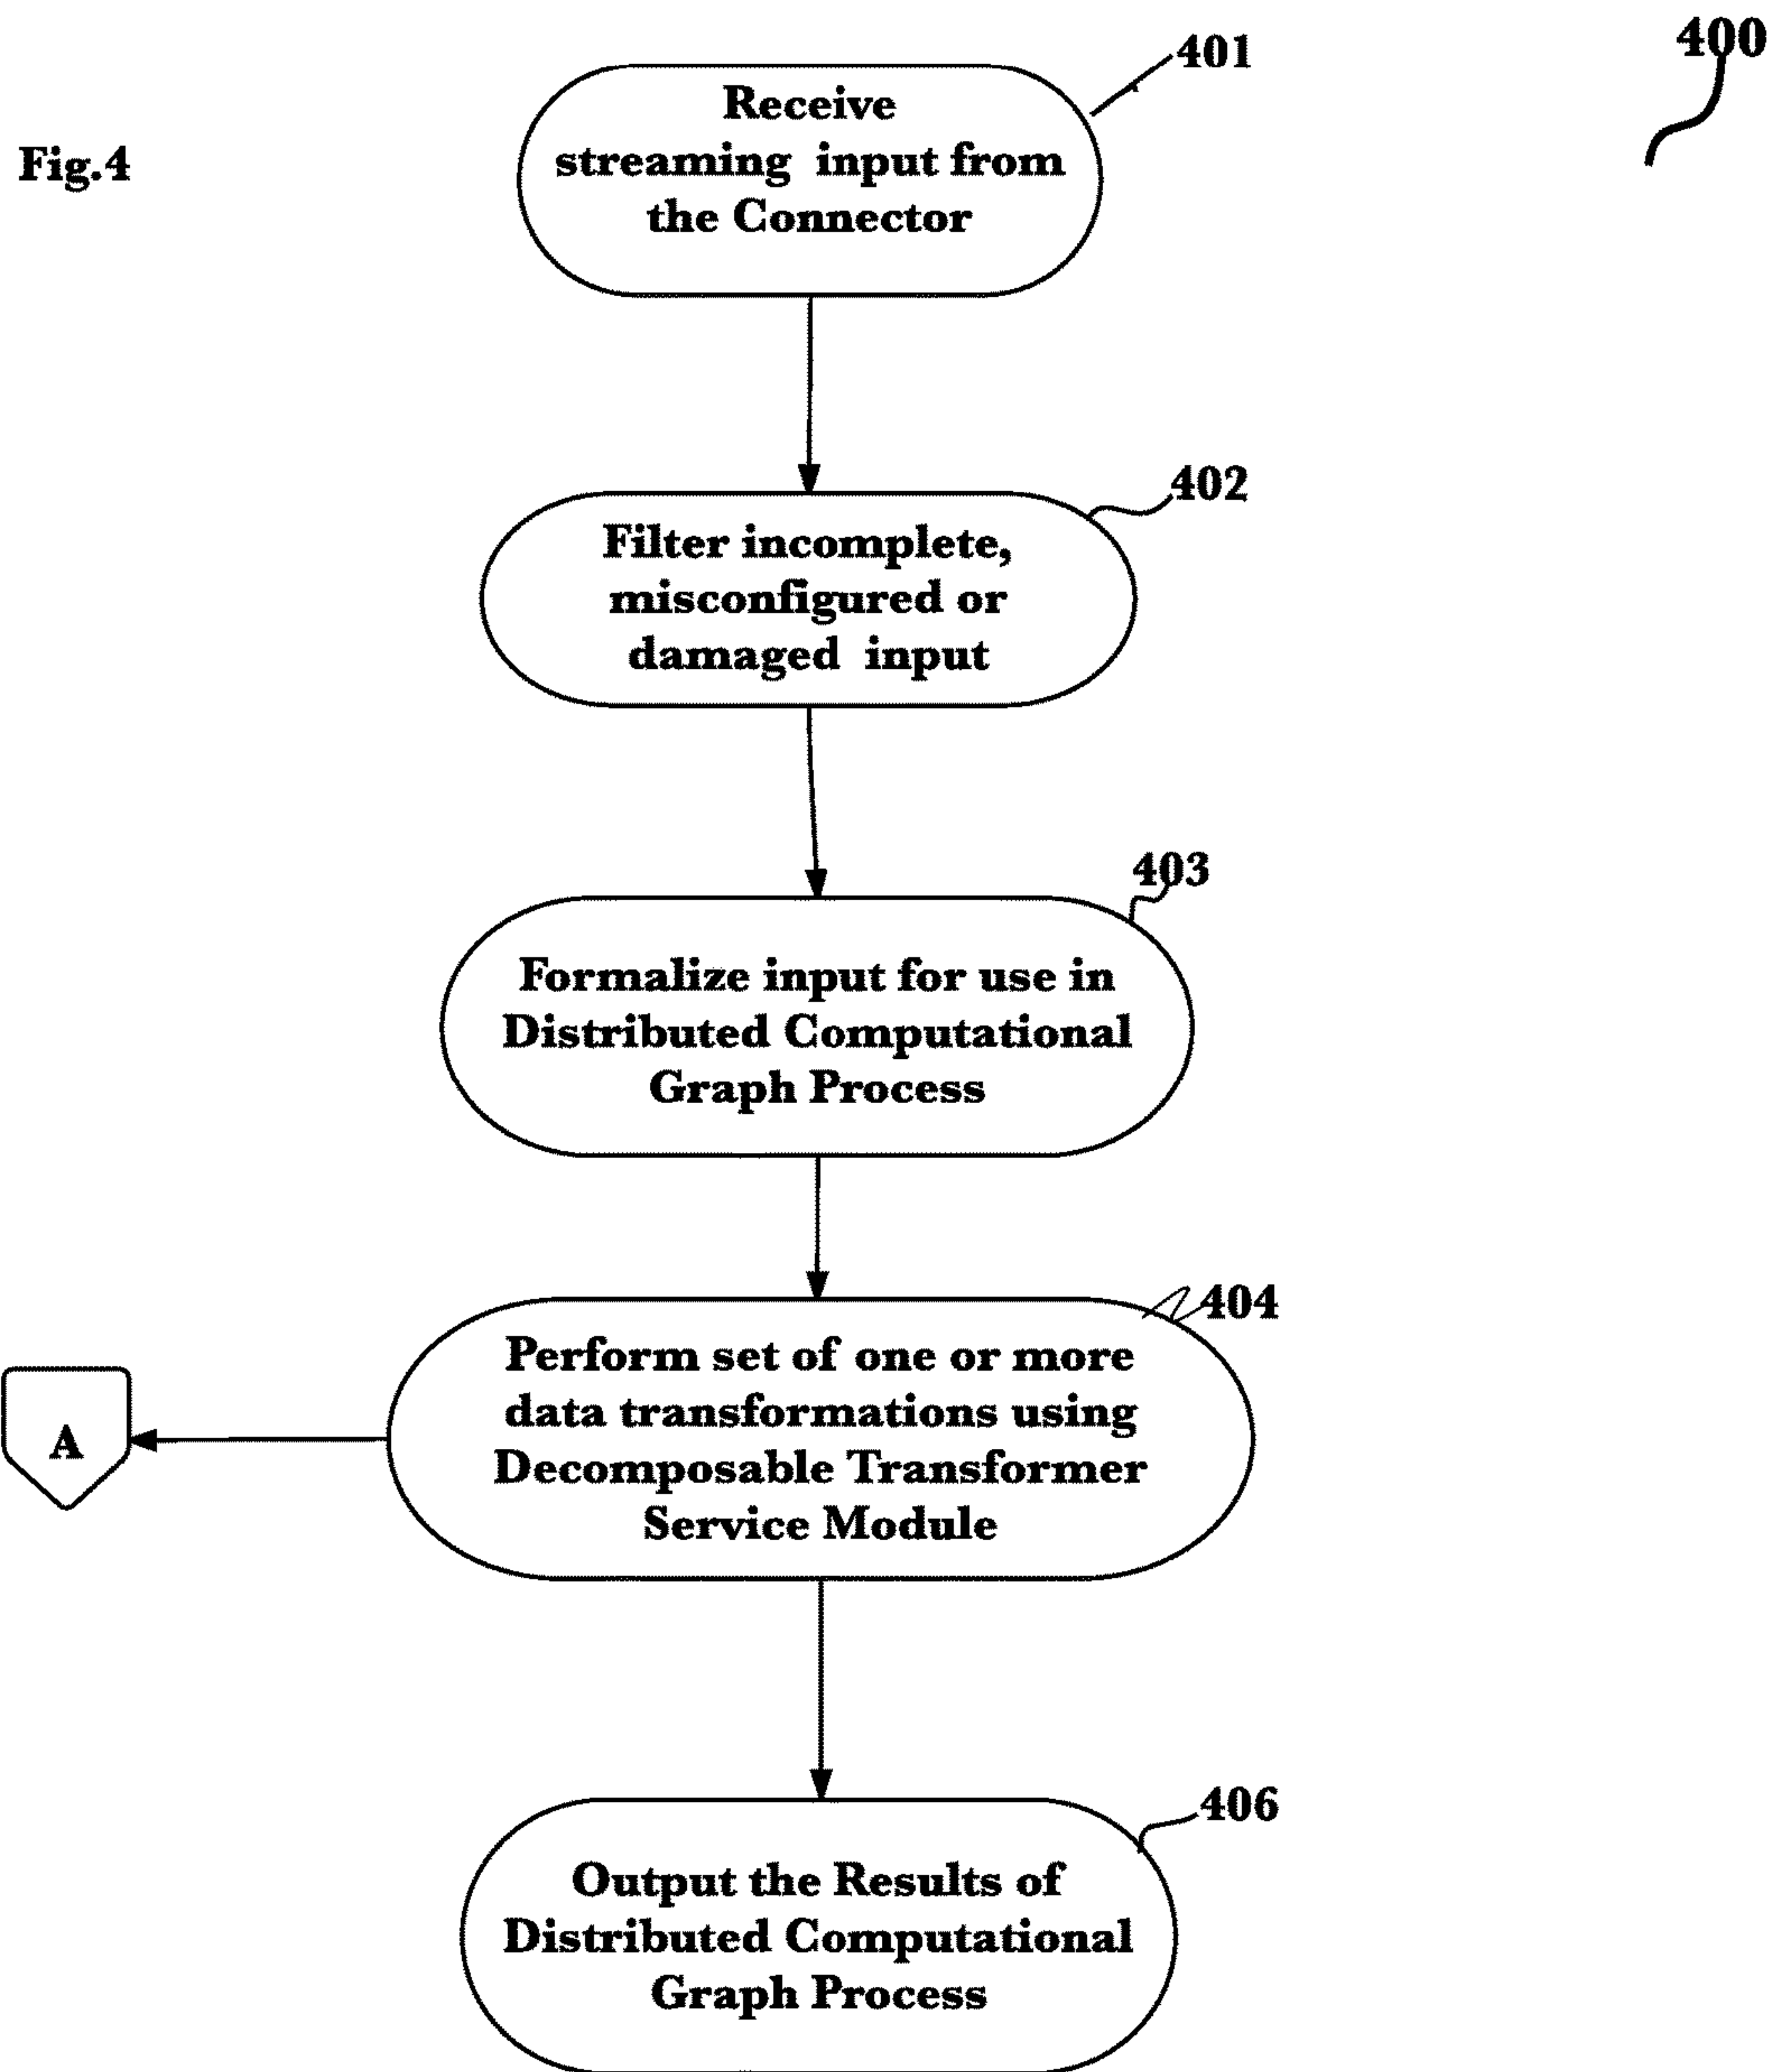 400
401
Fig.4
Receive
streaming input from
the Connector
402
Filter incomplete,
misconfigured or
damaged input
403
Formalize input for use in
Distributed Computational
Graph Process
404
Perform set of one or more
data transformations using
Decomposable Transformer
Service Module
A
406
Output the Results of
Distributed Computational
Graph Process